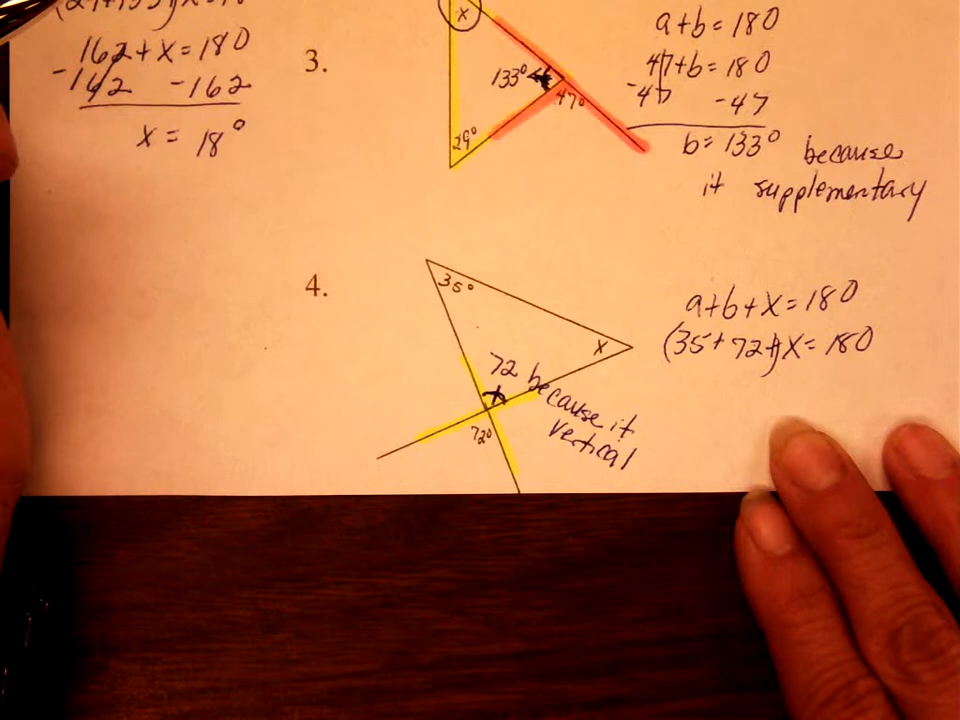 162 + x = 180
-162 -162
x = 18°
3.
x
133°
47°
29°
a + b = 180
47 + b = 180
-47 -47
b = 133° because
it supplementary
4.
35°
x
72 because it
vertical
72°
a + b + x = 180
(35 + 72) + x = 180